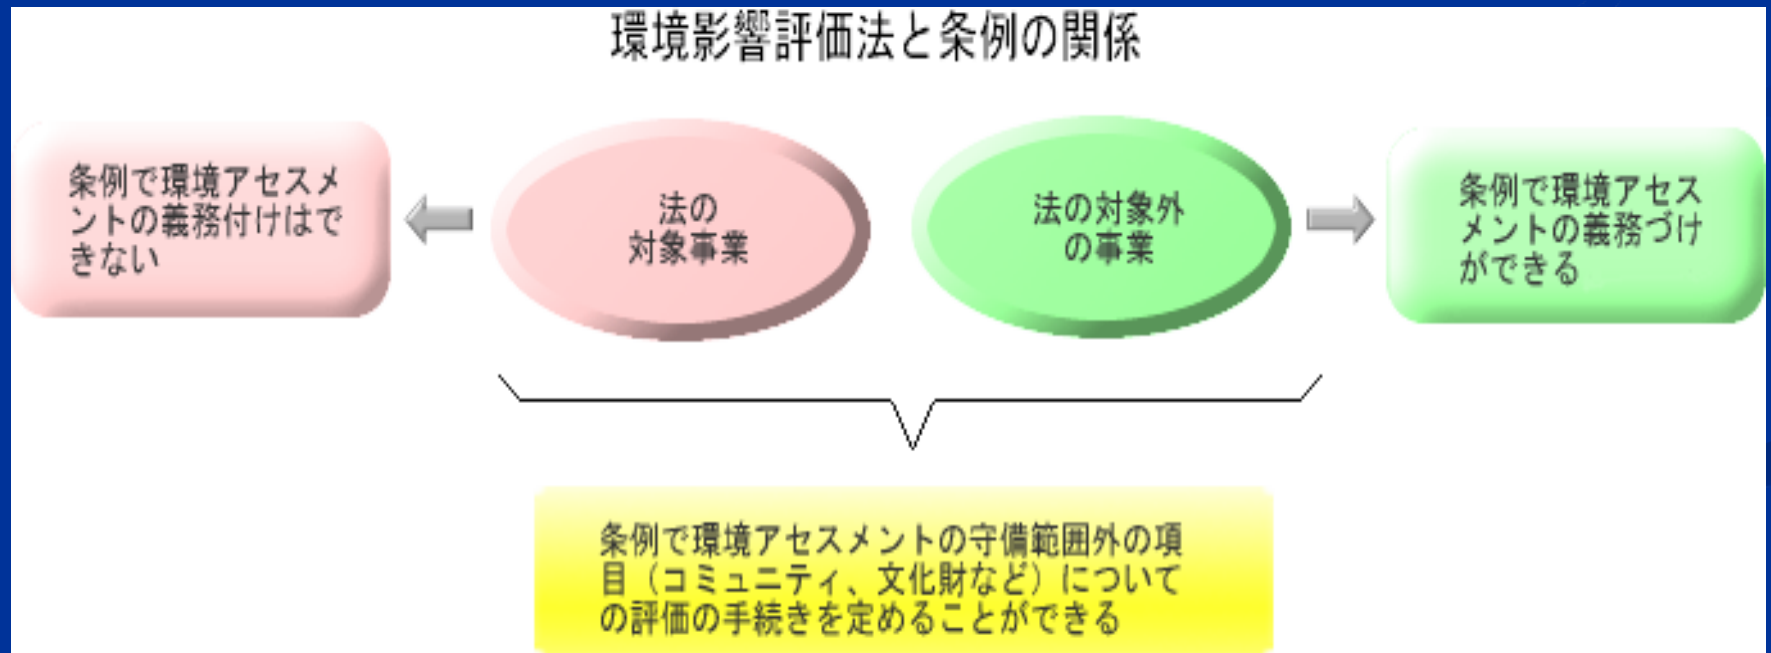 環境影響評価法と条例の関係
条例で環境アセスメ
ントの義務付けはで
きない
法の
対象事業
法の対象外
の事業
条例で環境アセス
メントの義務づけ
ができる
条例で環境アセスメントの守備範囲外の項
目（コミュニティ、文化財など）について
の評価の手続きを定めることができる